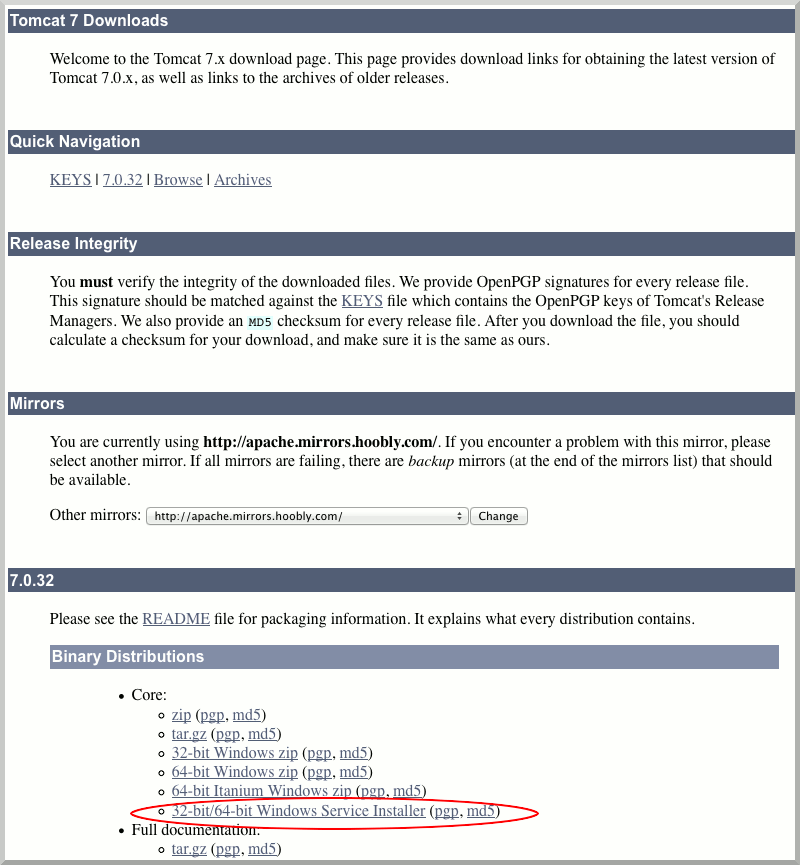 Tomcat 7 Downloads
Welcome to the Tomcat 7.x download page. This page provides download links for obtaining the latest version of
Tomcat 7.0.x, as well as links to the archives of older releases.
Quick Navigation
KEYS | 7.0.32 | Browse | Archives
Release Integrity
You must verify the integrity of the downloaded files. We provide OpenPGP signatures for every release file.
This signature should be matched against the KEYS file which contains the OpenPGP keys of Tomcat's Release
Managers. We also provide an MD5 checksum for every release file. After you download the file, you should
calculate a checksum for your download, and make sure it is the same as ours.
Mirrors
You are currently using http://apache.mirrors.hoobly.com/. If you encounter a problem with this mirror, please
select another mirror. If all mirrors are failing, there are backup mirrors (at the end of the mirrors list) that should
be available.
Other mirrors: http://apache.mirrors.hoobly.com/ Change
7.0.32
Please see the README file for packaging information. It explains what every distribution contains.
Binary Distributions
• Core:
zip (pgp, md5)
tar.gz (pgp, md5)
32-bit Windows zip (pgp, md5)
64-bit Windows zip (pgp, md5)
64-bit Itanium Windows zip (pgp, md5)
32-bit/64-bit Windows Service Installer (pgp, md5)
• Full documentation:
tar.gz (pgp, md5)